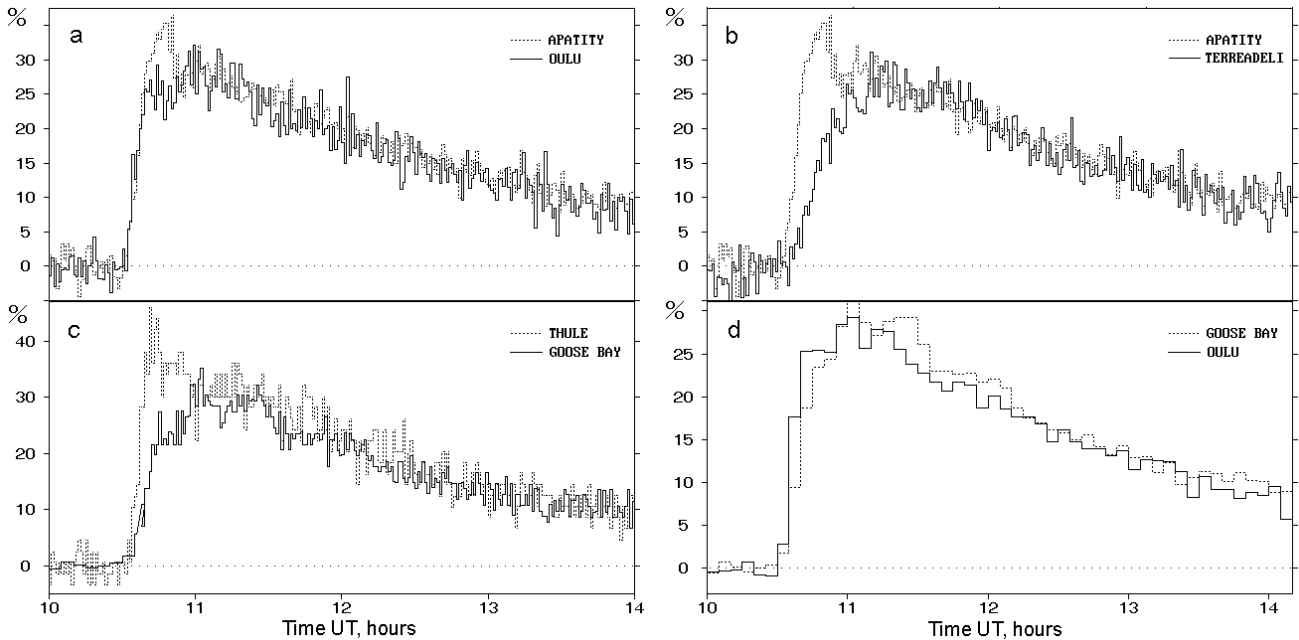 %
a
APATITY
OULU
30
25
20
15
10
5
0
%
b
APATITY
TERREADELI
30
25
20
15
10
5
0
%
c
THULE
GOOSE BAY
40
30
20
10
0
10
11
12
13
14
Time UT, hours
%
d
GOOSE BAY
OULU
25
20
15
10
5
0
10
11
12
13
14
Time UT, hours